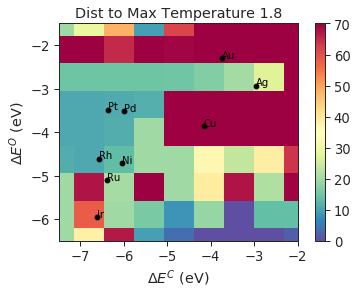 Dist to Max Temperature 1.8
70
60
50
40
30
20
10
0
−2
−3
−4
−5
−6
ΔE^O (eV)
Au
Ag
Pt
Pd
Cu
Rh
Ni
Ru
Ir
−7
−6
−5
−4
−3
−2
ΔE^C (eV)